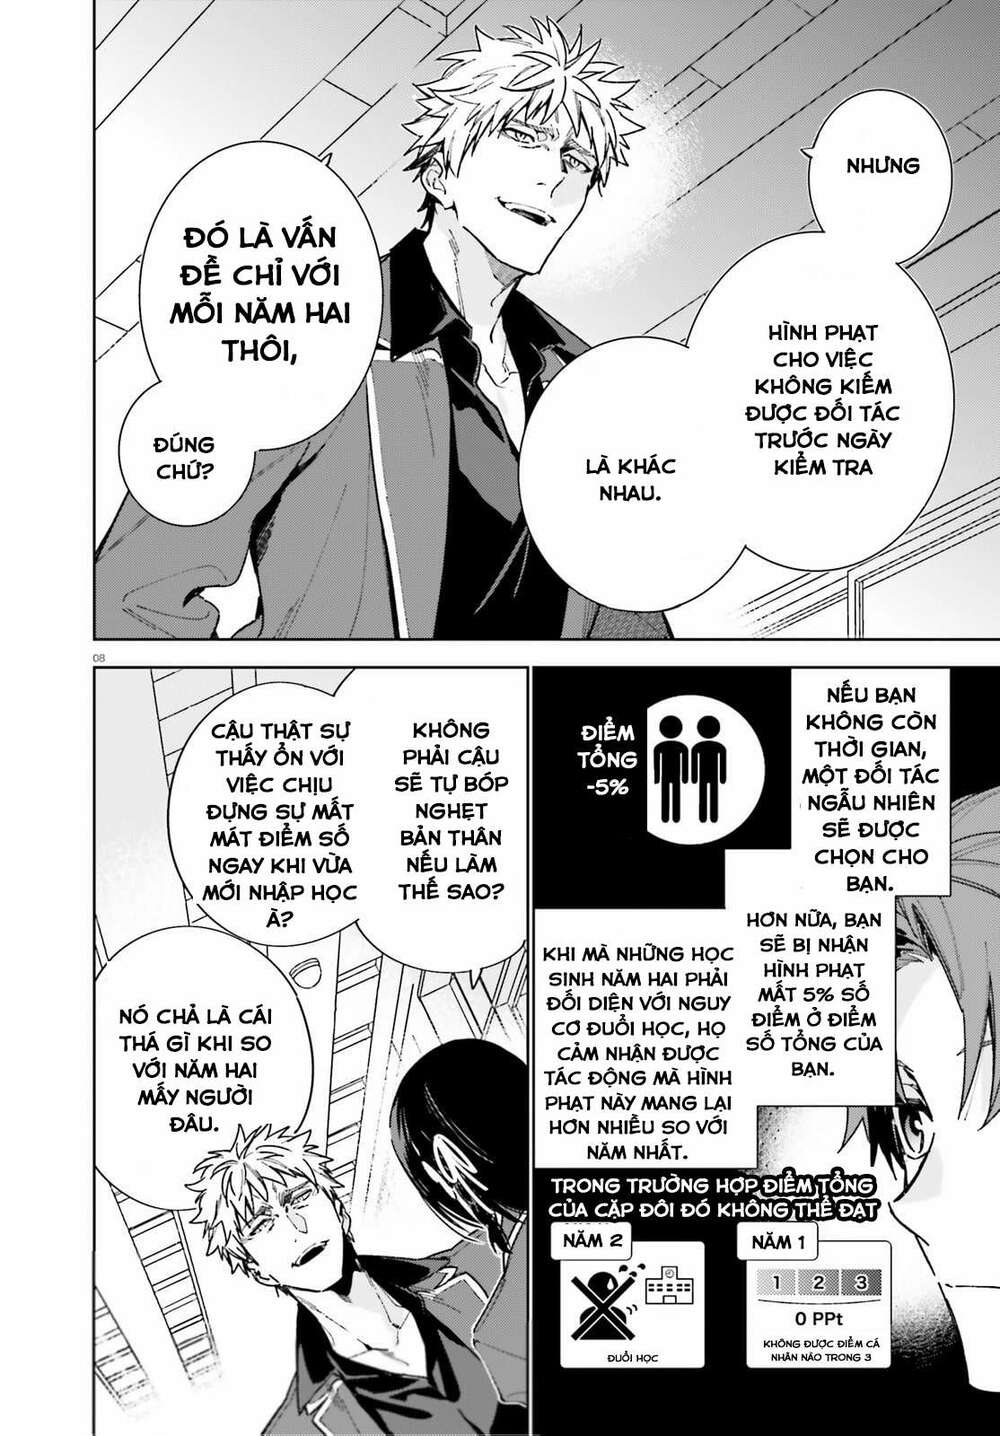 NHƯNG
HÌNH PHẠT
CHO VIỆC
KHÔNG KIẾM
ĐƯỢC ĐỐI TÁC
TRƯỚC NGÀY
KIỂM TRA
LÀ KHÁC
NHAU.
ĐÓ LÀ VẤN
ĐỀ CHỈ VỚI
MỖI NĂM HAI
THÔI,
ĐÚNG
CHỨ?
08
NẾU BẠN
KHÔNG CÒN
THỜI GIAN,
MỘT ĐỐI TÁC
NGẪU NHIÊN
SẼ ĐƯỢC
CHỌN CHO
BẠN.
ĐIỂM
TỔNG
-5%
HƠN NỮA, BẠN
SẼ BỊ NHẬN
HÌNH PHẠT
MẤT 5% SỐ
ĐIỂM Ở ĐIỂM
SỐ TỔNG CỦA
BẠN.
KHI MÀ NHỮNG HỌC
SINH NĂM HAI PHẢI
ĐỐI DIỆN VỚI NGUY
CƠ ĐUỔI HỌC, HỌ
CẢM NHẬN ĐƯỢC
TÁC ĐỘNG MÀ HÌNH
PHẠT NÀY MANG LẠI
HƠN NHIỀU SO VỚI
NĂM NHẤT.
TRONG TRƯỜNG HỢP ĐIỂM TỔNG
CỦA CẶP ĐÔI ĐÓ KHÔNG THỂ ĐẠT
NĂM 1
1 2 3
0 PPt
KHÔNG ĐƯỢC ĐIỂM CÁ
NHÂN NÀO TRONG 3
NĂM 2
ĐUỔI HỌC
KHÔNG
PHẢI CẬU
SẼ TỰ BÓP
NGHẸT
BẢN THÂN
NẾU LÀM
THẾ SAO?
CẬU THẬT SỰ
THẤY ỔN VỚI
VIỆC CHỊU
ĐỰNG SỰ MẤT
MÁT ĐIỂM SỐ
NGAY KHI VỪA
MỚI NHẬP HỌC
À?
NÓ CHẢ LÀ CÁI
THÁ GÌ KHI SO
VỚI NĂM HAI
MẤY NGƯỜI
ĐÂU.